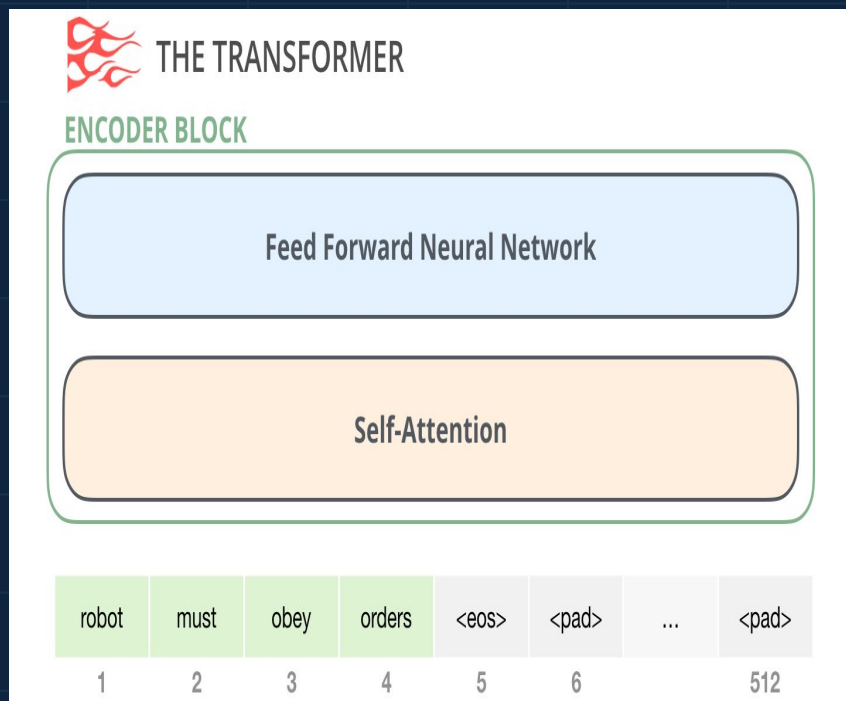 THE TRANSFORMER
ENCODER BLOCK
Feed Forward Neural Network
Self-Attention
robot must obey orders <eos> <pad> ... <pad>
1 2 3 4 5 6 512